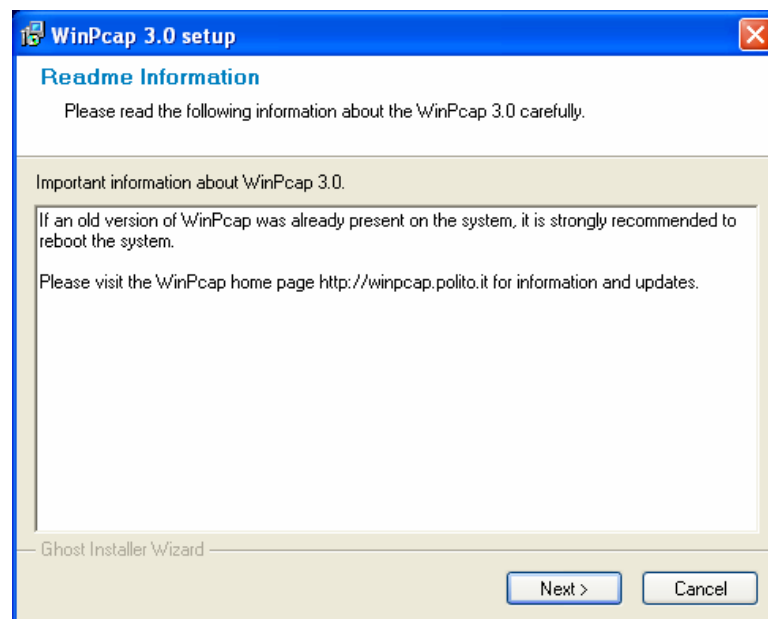 WinPcap 3.0 setup
Readme Information
Please read the following information about the WinPcap 3.0 carefully.
Important information about WinPcap 3.0.
If an old version of WinPcap was already present on the system, it is strongly recommended to
reboot the system.
Please visit the WinPcap home page http://winpcap.polito.it for information and updates.
Ghost Installer Wizard
Next > Cancel